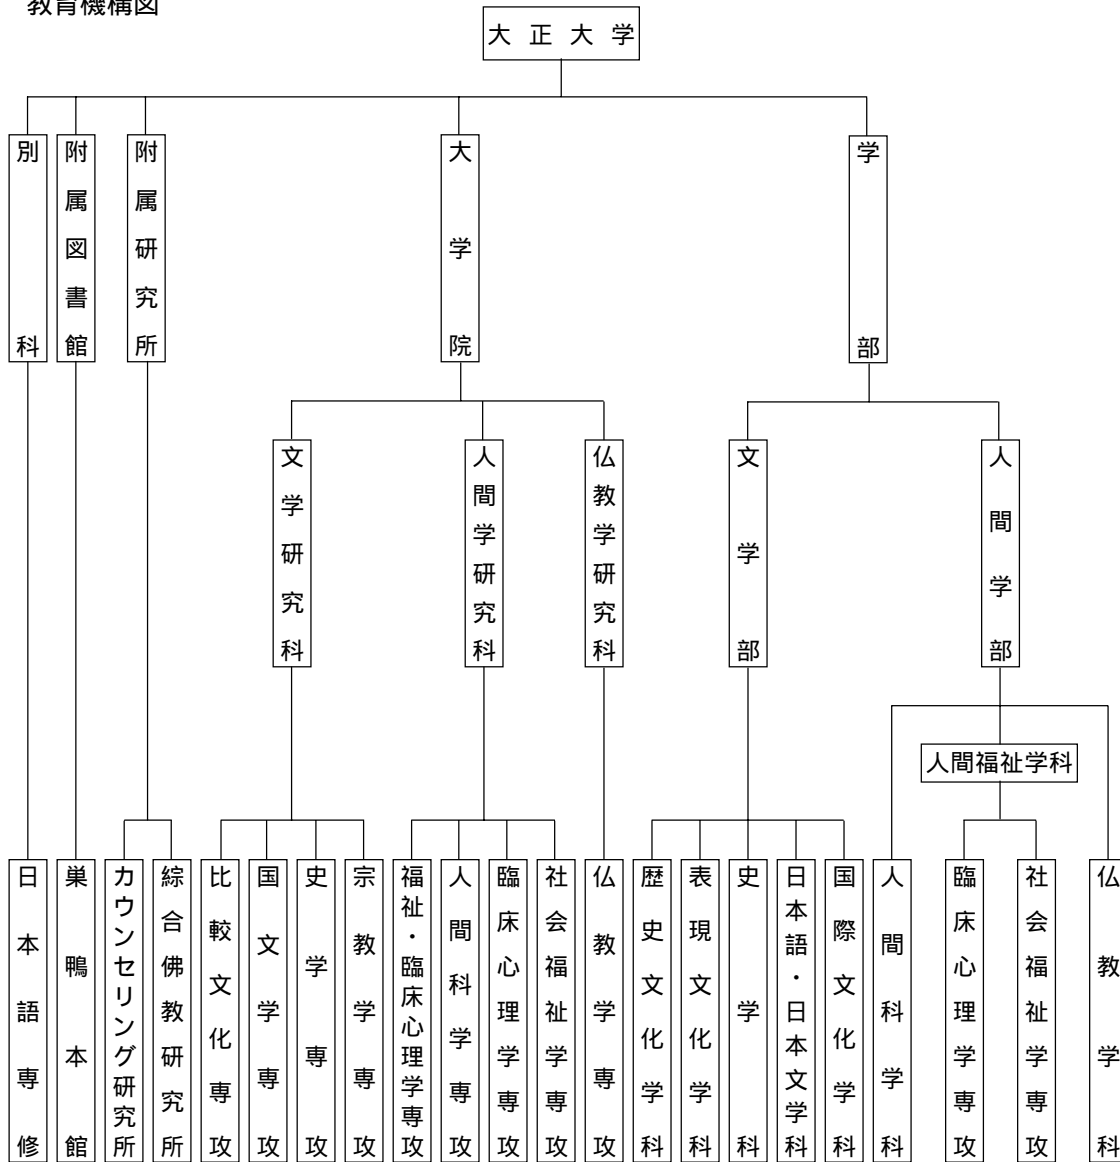 教育機構図
大正大学
別科
附属図書館
附属研究所
大学院
学部
文学研究科
人間学研究科
仏教学研究科
文学部
人間学部
人間福祉学科
日本語専修
巣鴨本館
カウンセリング研究所
綜合佛教研究所
比較文化専攻
国文学専攻
史学専攻
宗教学専攻
福祉・臨床心理学専攻
人間科学専攻
臨床心理学専攻
社会福祉学専攻
仏教学専攻
歴史文化学科
表現文化学科
史学科
日本語・日本文学科
国際文化学科
人間科学科
臨床心理学専攻
社会福祉学専攻
仏教学科